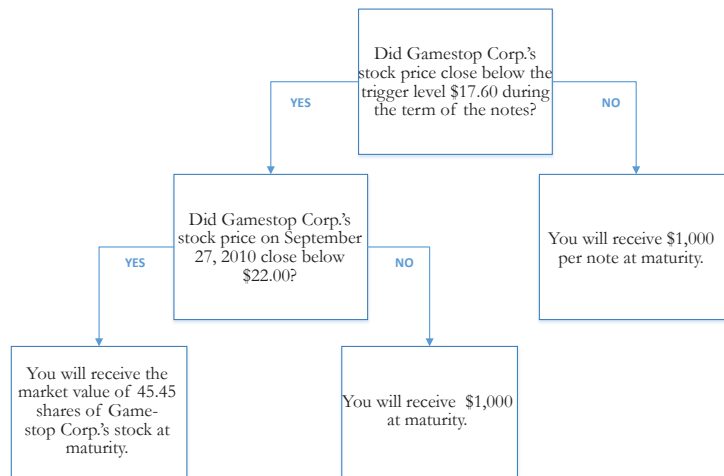 Did Gamestop Corp.'s
stock price close below the
trigger level $17.60 during
the term of the notes?
YES
NO
Did Gamestop Corp.'s
stock price on September
27, 2010 close below
$22.00?
You will receive $1,000
per note at maturity.
YES
NO
You will receive the
market value of 45.45
shares of Game-
stop Corp.'s stock at
maturity.
You will receive $1,000
at maturity.